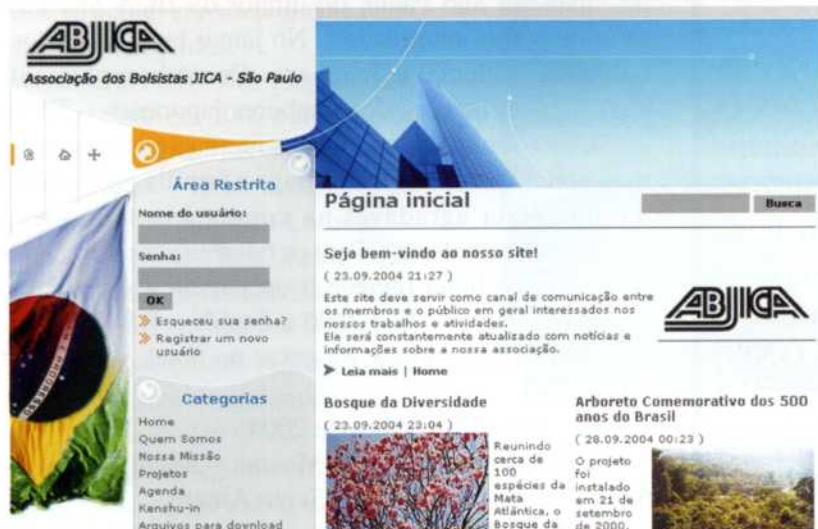 ABJICA
Associação dos Bolsistas JICA - São Paulo
Área Restrita
Nome do usuário:
Senha:
OK
Esqueceu sua senha?
Registrar um novo
usuário
Categorias
Home
Quem Somos
Nossa Missão
Projetos
Agenda
Kenshu-in
Arquivos para download
Página inicial
Busca
Seja bem-vindo ao nosso site!
( 23.09.2004 21:27 )
Este site deve servir como canal de comunicação entre
os membros e o público em geral interessados nos
nossos trabalhos e atividades.
Ele será constantemente atualizado com notícias e
informações sobre a nossa associação.
Leia mais | Home
ABJICA
Bosque da Diversidade
( 23.09.2004 23:04 )
Reunindo
cerca de
100
espécies da
Mata
Atlântica, o
Bosque da
Arboreto Comemorativo dos 500
anos do Brasil
( 28.09.2004 00:23 )
O projeto
foi
instalado
em 21 de
setembro
de 2000,